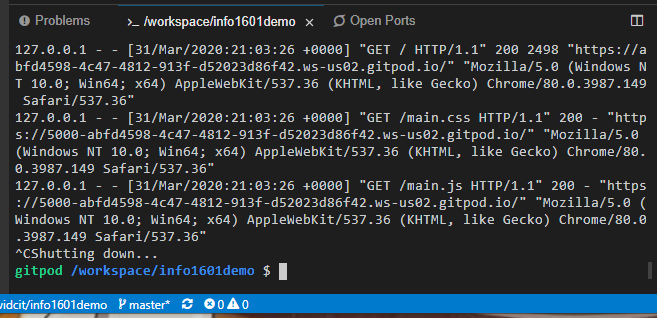 Problems >_ /workspace/info1601demo × Open Ports
127.0.0.1 - - [31/Mar/2020:21:03:26 +0000] "GET / HTTP/1.1" 200 2498 "https://a
bfd4598-4c47-4812-913f-d52023d86f42.ws-us02.gitpod.io/" "Mozilla/5.0 (Windows N
T 10.0; Win64; x64) AppleWebKit/537.36 (KHTML, like Gecko) Chrome/80.0.3987.149
Safari/537.36"
127.0.0.1 - - [31/Mar/2020:21:03:26 +0000] "GET /main.css HTTP/1.1" 200 - "http
s://5000-abfd4598-4c47-4812-913f-d52023d86f42.ws-us02.gitpod.io/" "Mozilla/5.0
(Windows NT 10.0; Win64; x64) AppleWebKit/537.36 (KHTML, like Gecko) Chrome/80.
0.3987.149 Safari/537.36"
127.0.0.1 - - [31/Mar/2020:21:03:26 +0000] "GET /main.js HTTP/1.1" 200 - "https
://5000-abfd4598-4c47-4812-913f-d52023d86f42.ws-us02.gitpod.io/" "Mozilla/5.0 (
Windows NT 10.0; Win64; x64) AppleWebKit/537.36 (KHTML, like Gecko) Chrome/80.0
.3987.149 Safari/537.36"
^CShutting down...
gitpod /workspace/info1601demo $
vidcit/info1601demo master* 0 0